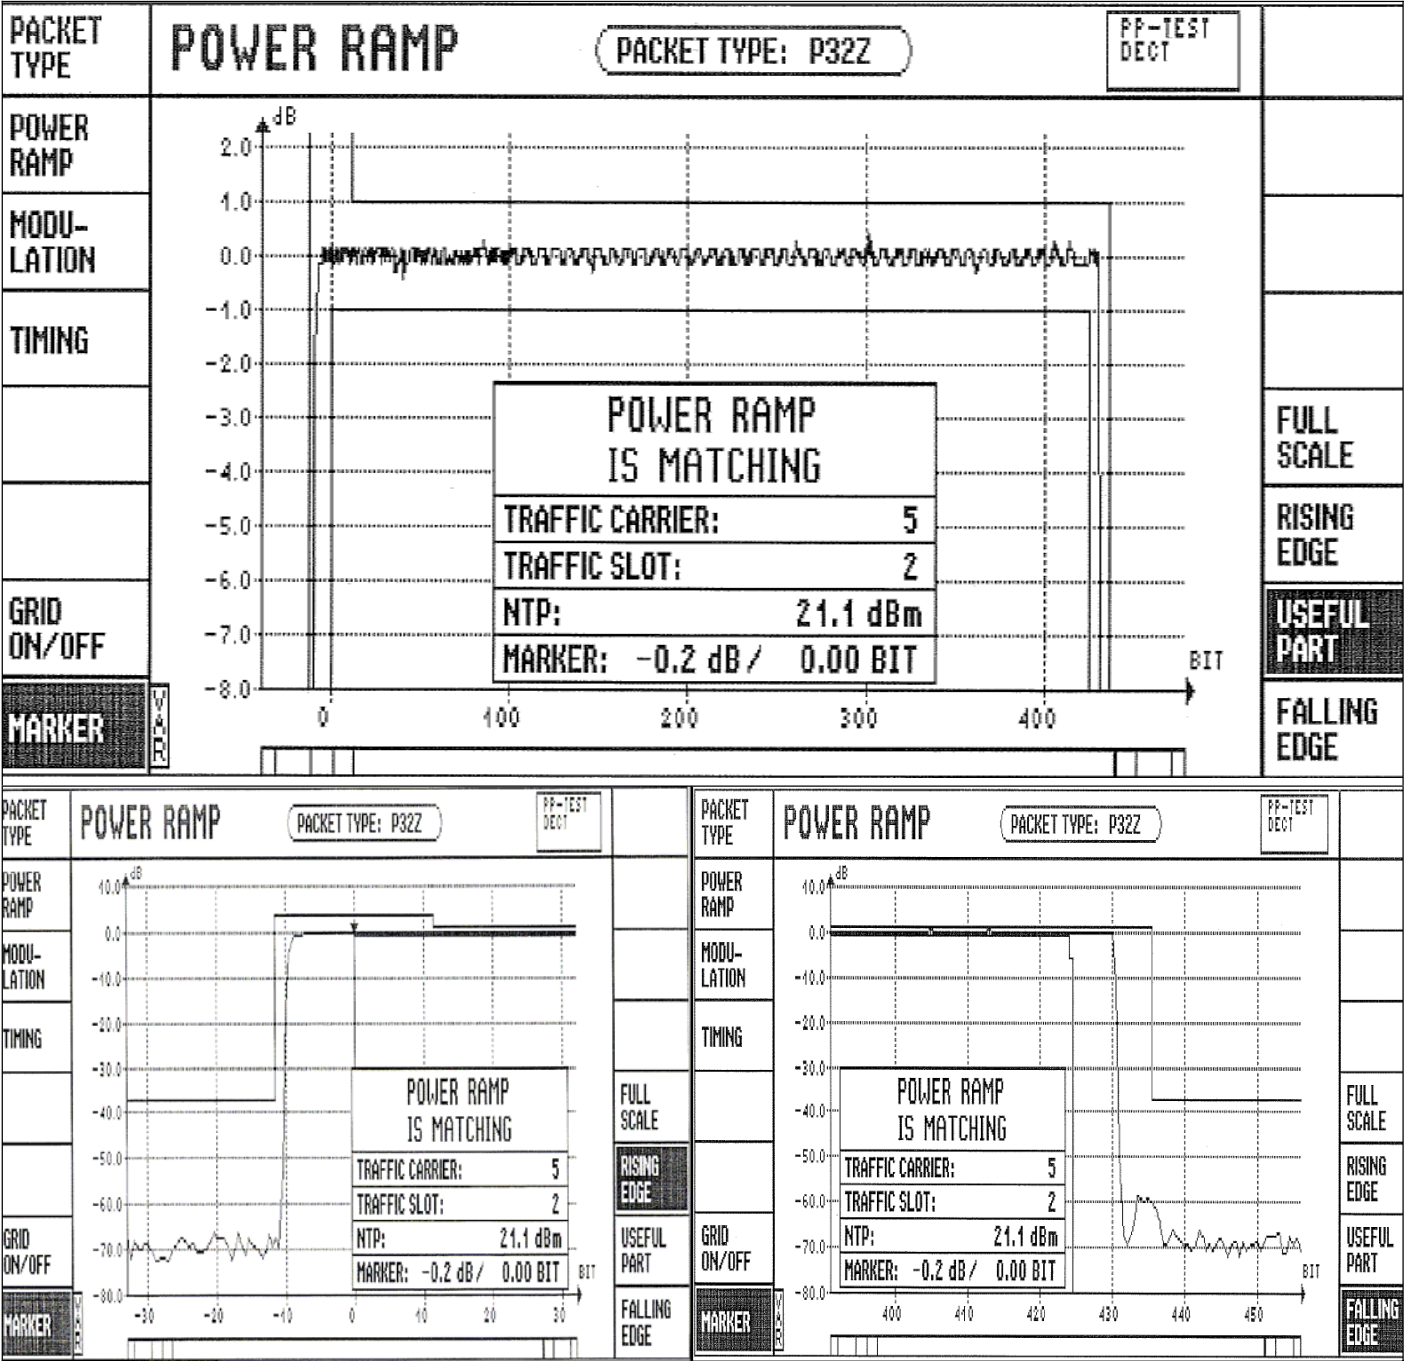 PACKET
TYPE
POWER RAMP
PACKET TYPE: P32Z
PP-TEST
DECT
POWER
RAMP
MODU-
LATION
TIMING
GRID
ON/OFF
MARKER
VAR
dB
2.0
1.0
0.0
-1.0
-2.0
-3.0
-4.0
-5.0
-6.0
-7.0
-8.0
0
100
200
300
400
BIT
POWER RAMP
IS MATCHING
TRAFFIC CARRIER: 5
TRAFFIC SLOT: 2
NTP: 21.1 dBm
MARKER: -0.2 dB / 0.00 BIT
FULL
SCALE
RISING
EDGE
USEFUL
PART
FALLING
EDGE
PACKET
TYPE
POWER RAMP
PACKET TYPE: P32Z
PP-TEST
DECT
POWER
RAMP
MODU-
LATION
TIMING
GRID
ON/OFF
MARKER
VAR
dB
10.0
0.0
-10.0
-20.0
-30.0
-40.0
-50.0
-60.0
-70.0
-80.0
-30
-20
-10
0
10
20
30
BIT
POWER RAMP
IS MATCHING
TRAFFIC CARRIER: 5
TRAFFIC SLOT: 2
NTP: 21.1 dBm
MARKER: -0.2 dB / 0.00 BIT
FULL
SCALE
RISING
EDGE
USEFUL
PART
FALLING
EDGE
PACKET
TYPE
POWER RAMP
PACKET TYPE: P32Z
PP-TEST
DECT
POWER
RAMP
MODU-
LATION
TIMING
GRID
ON/OFF
MARKER
VAR
dB
10.0
0.0
-10.0
-20.0
-30.0
-40.0
-50.0
-60.0
-70.0
-80.0
400
410
420
430
440
450
BIT
POWER RAMP
IS MATCHING
TRAFFIC CARRIER: 5
TRAFFIC SLOT: 2
NTP: 21.1 dBm
MARKER: -0.2 dB / 0.00 BIT
FULL
SCALE
RISING
EDGE
USEFUL
PART
FALLING
EDGE